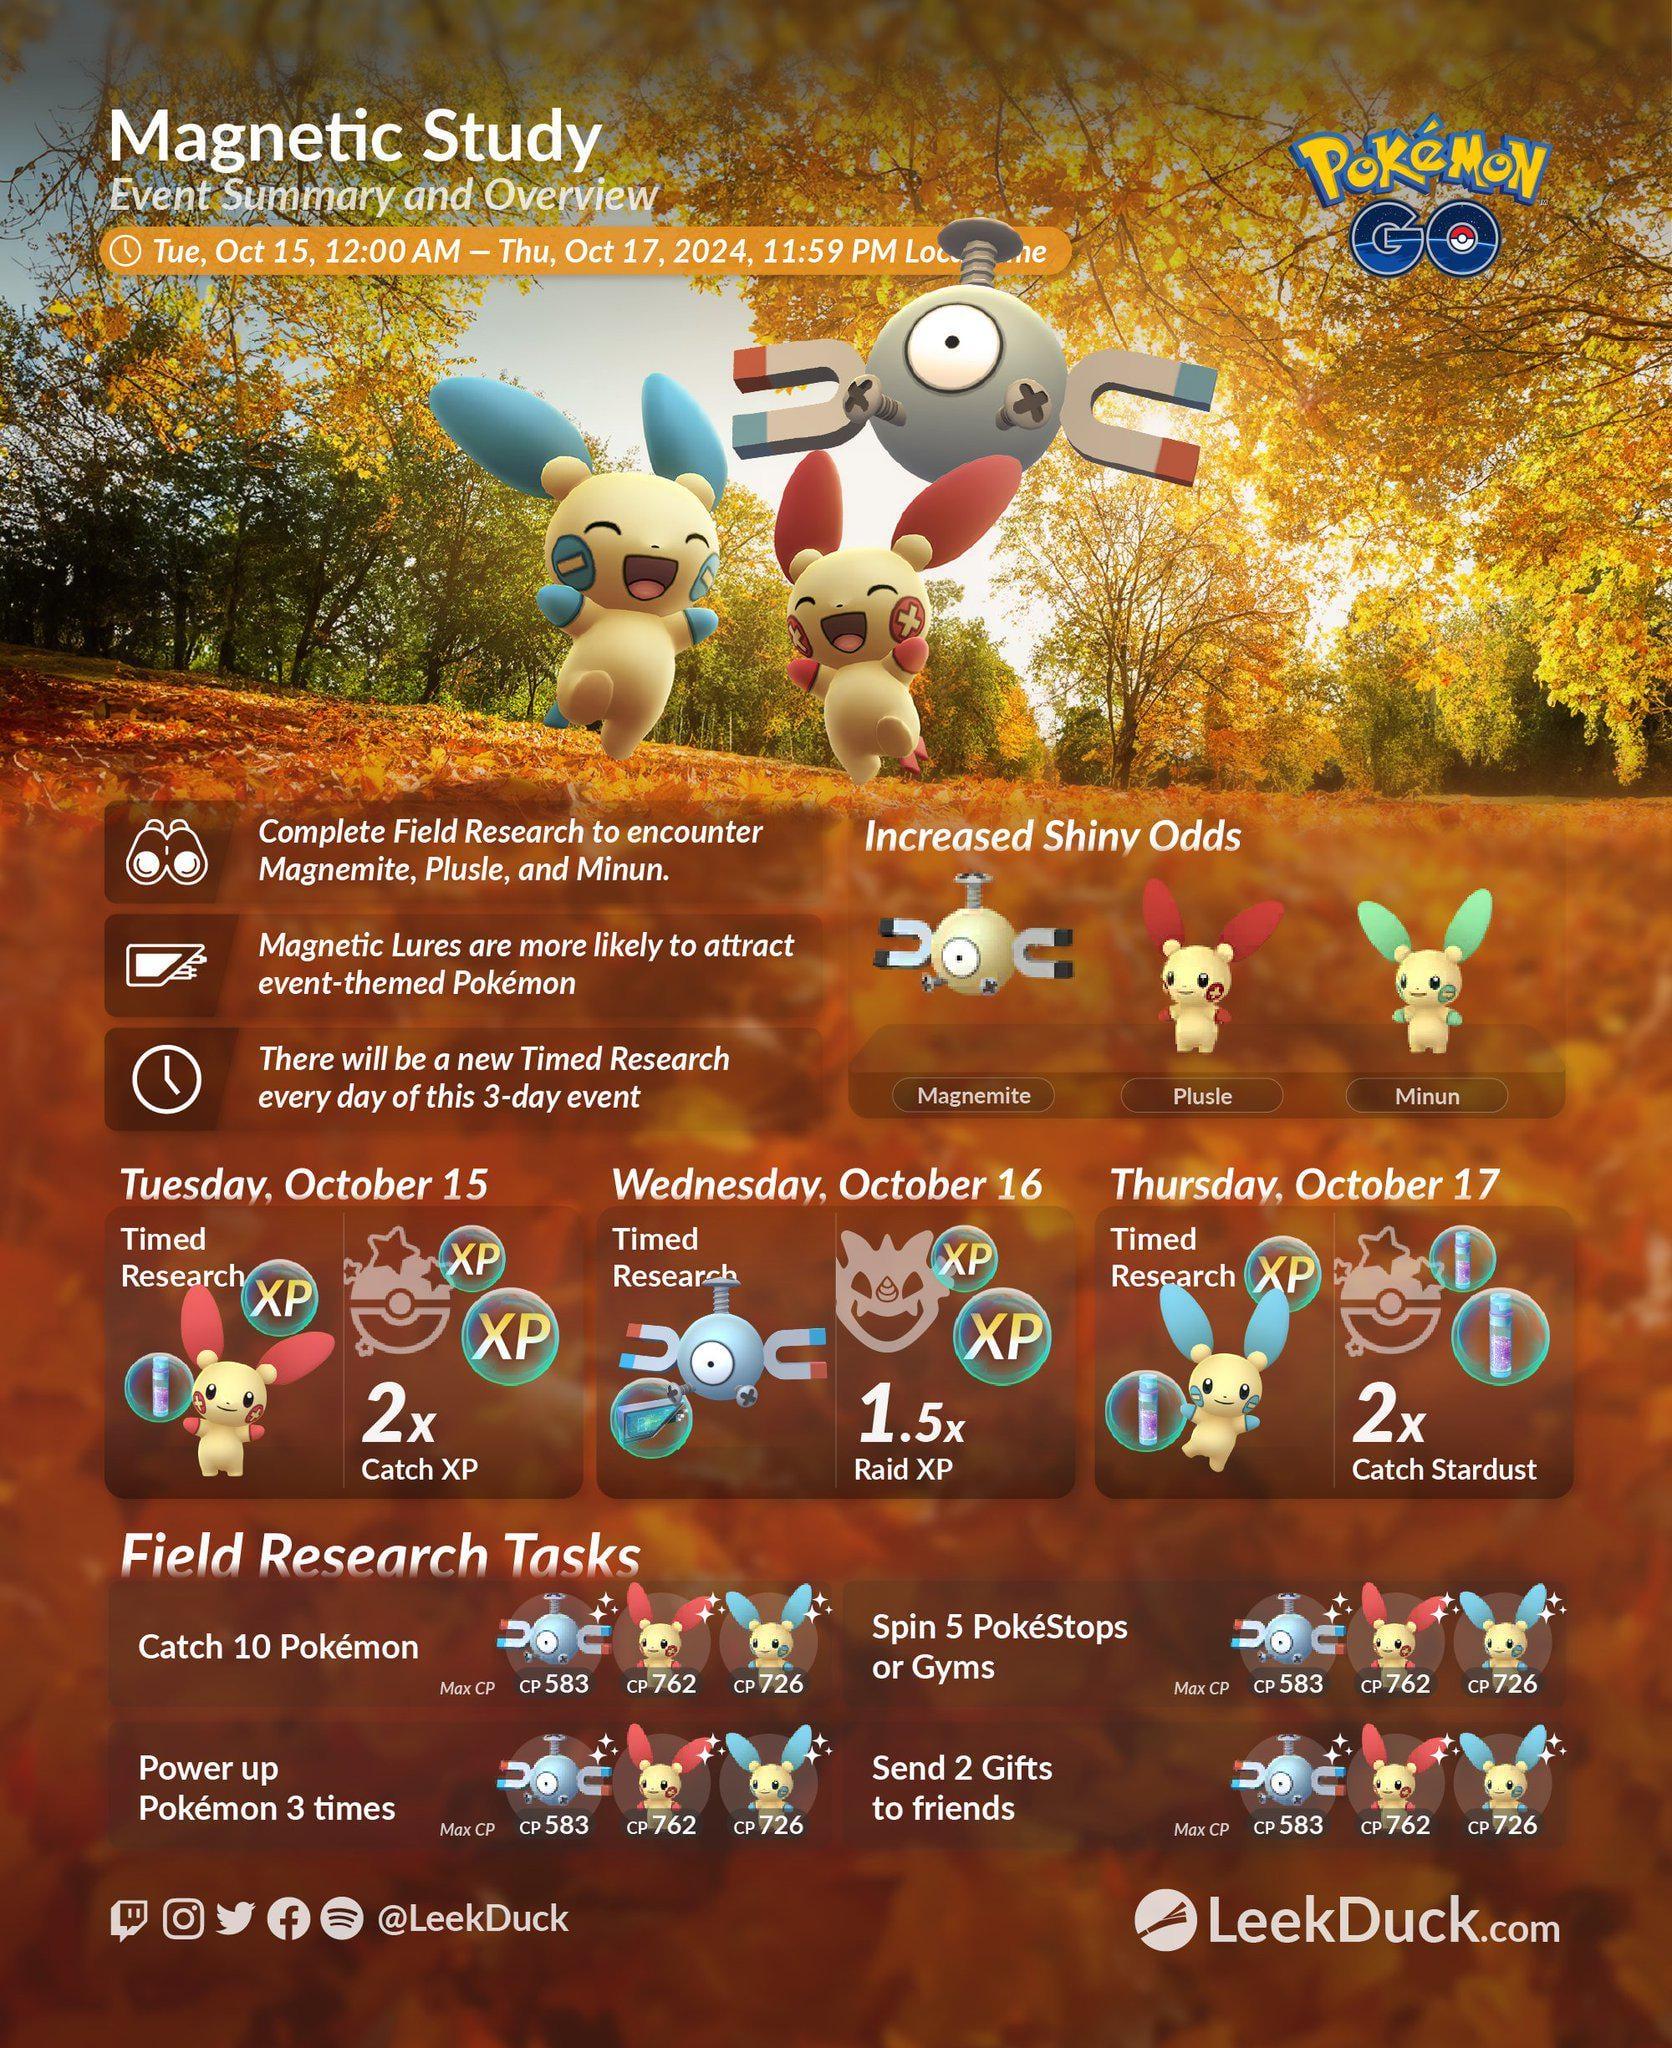 Magnetic Study
Event Summary and Overview
POKéMON
GO
Tue, Oct 15, 12:00 AM — Thu, Oct 17, 2024, 11:59 PM
Complete Field Research to encounter
Magnemite, Plusle, and Minun.
Magnetic Lures are more likely to attract
event-themed Pokémon
There will be a new Timed Research
every day of this 3-day event
Increased Shiny Odds
Magnemite
Plusle
Minun
Tuesday, October 15
Timed
Research
XP
XP
XP
2x
Catch XP
Wednesday, October 16
Timed
Research
XP
XP
1.5x
Raid XP
Thursday, October 17
Timed
Research
XP
2x
Catch Stardust
Field Research Tasks
Catch 10 Pokémon
Max CP CP 583 CP 762 CP 726
Spin 5 PokéStops
or Gyms
Max CP CP 583 CP 762 CP 726
Power up
Pokémon 3 times
Max CP CP 583 CP 762 CP 726
Send 2 Gifts
to friends
Max CP CP 583 CP 762 CP 726
@LeekDuck
LeekDuck.com